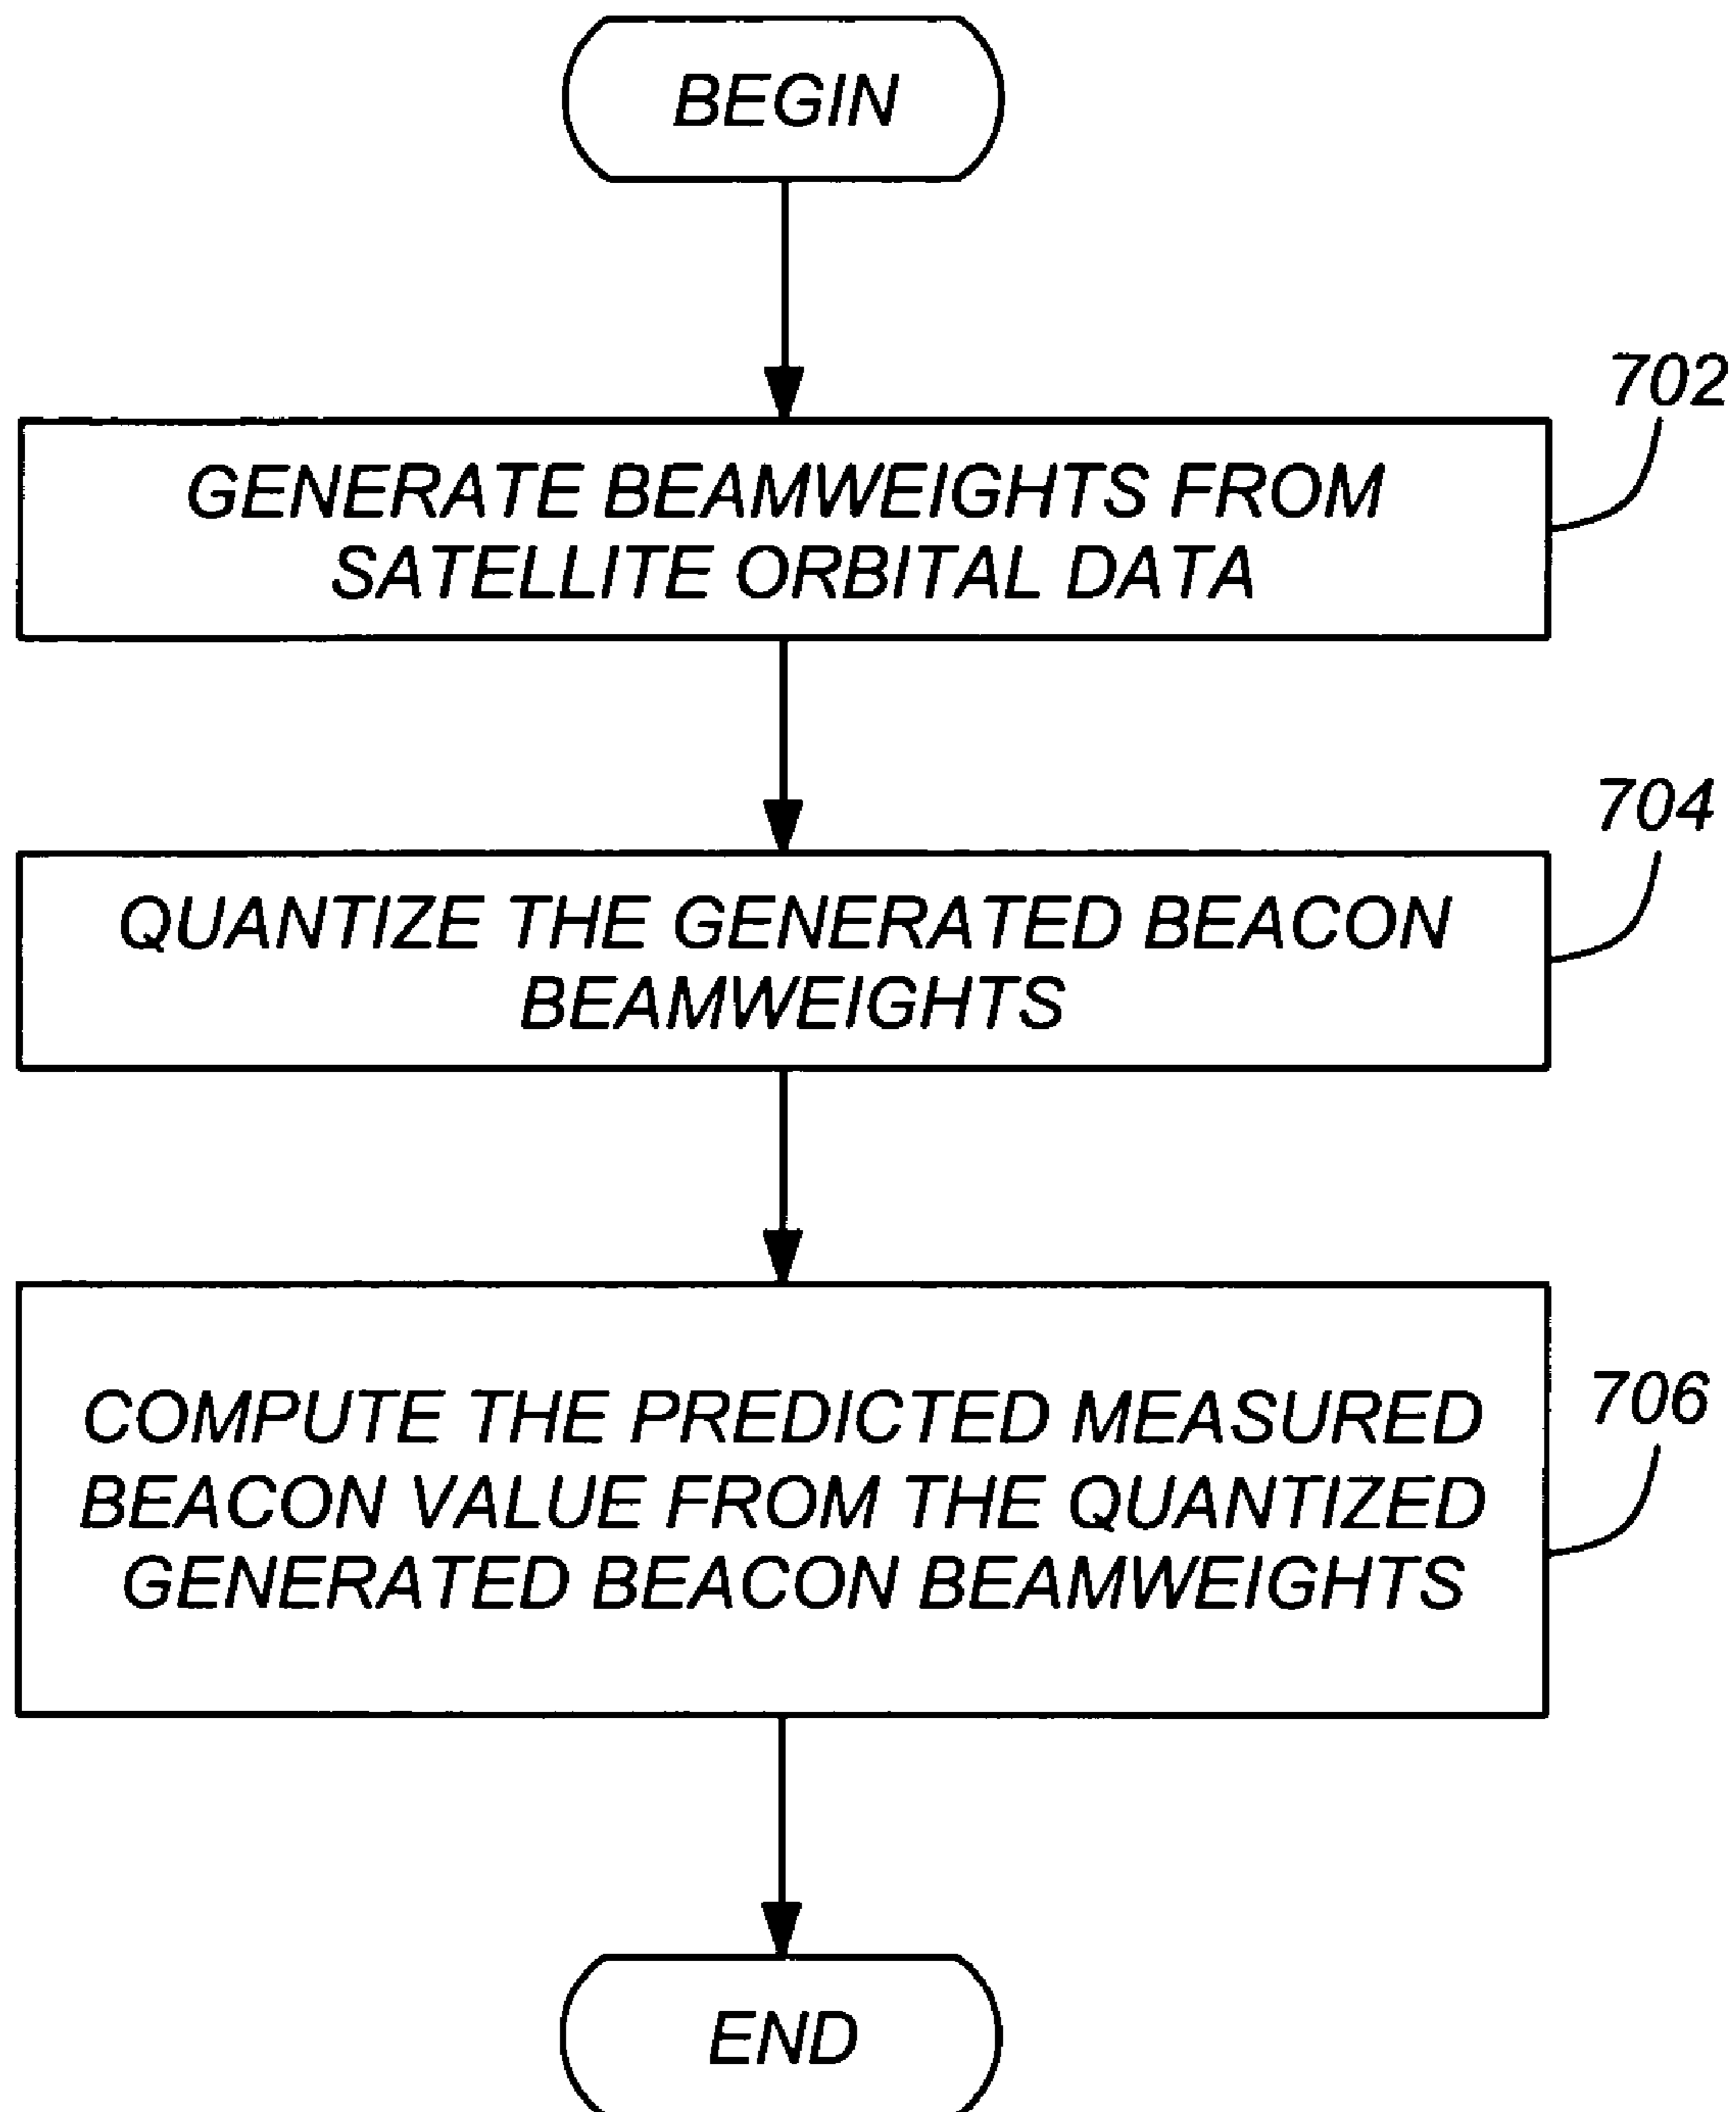 BEGIN
702
GENERATE BEAMWEIGHTS FROM
SATELLITE ORBITAL DATA
704
QUANTIZE THE GENERATED BEACON
BEAMWEIGHTS
706
COMPUTE THE PREDICTED MEASURED
BEACON VALUE FROM THE QUANTIZED
GENERATED BEACON BEAMWEIGHTS
END